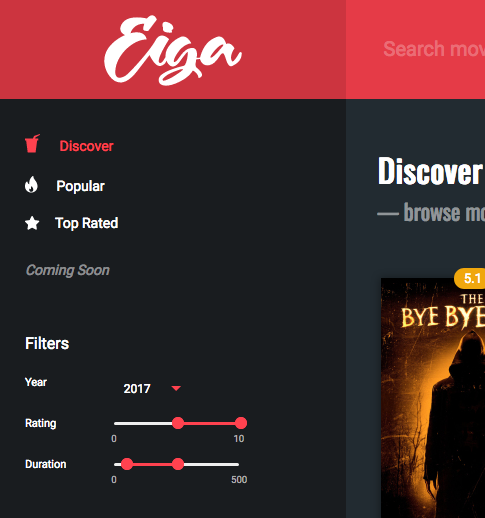 Eiga
Search mov
Discover
Popular
Top Rated
Coming Soon
Filters
Year
2017
Rating
0
10
Duration
0
500
Discover
— browse mo
5.1
THE
BYE BYE